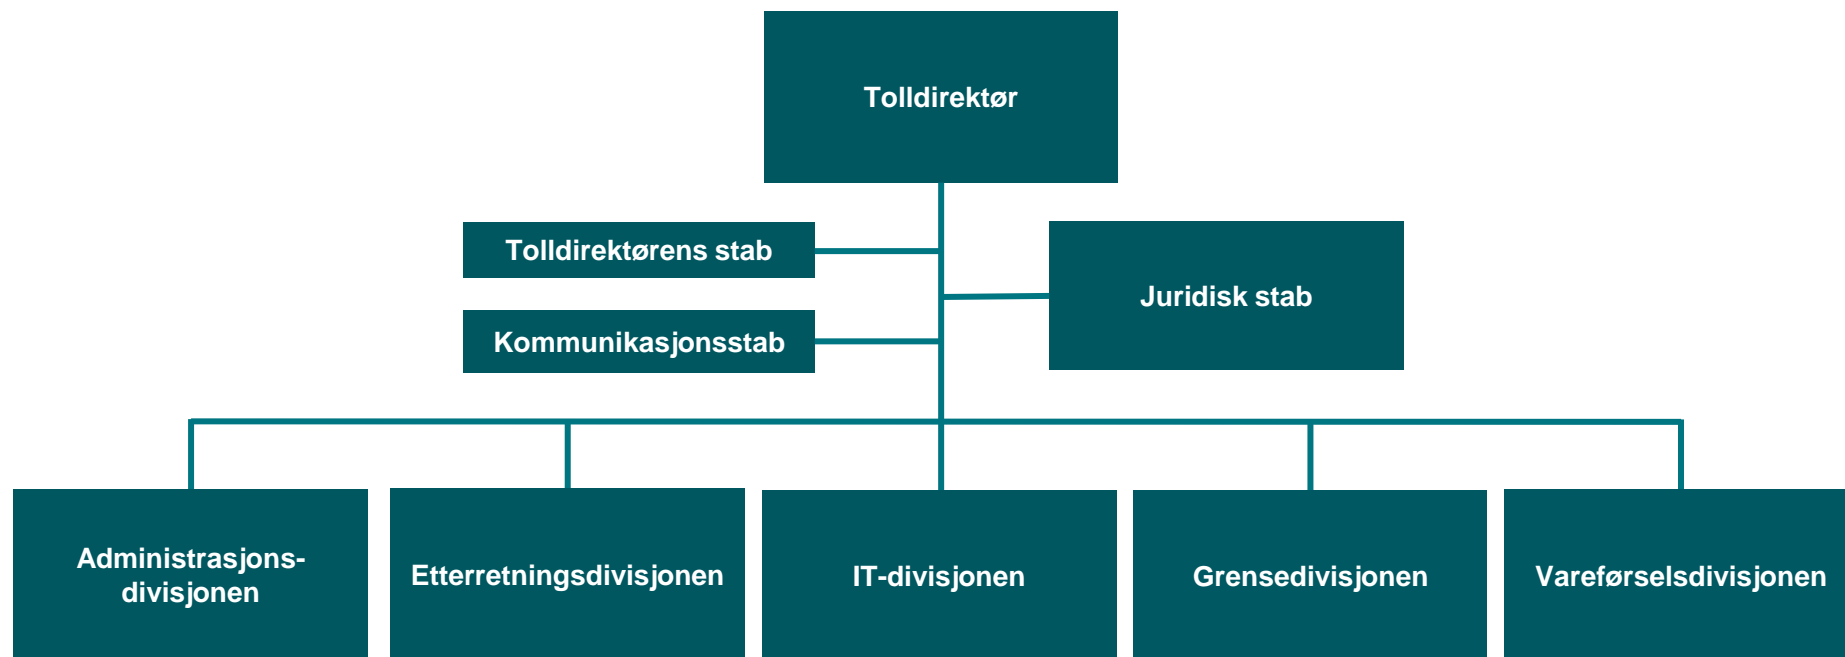 Tolldirektør
Tolldirektørens stab
Juridisk stab
Kommunikasjonsstab
Administrasjons-
divisjonen
Etterretningsdivisjonen
IT-divisjonen
Grensedivisjonen
Vareførselsdivisjonen